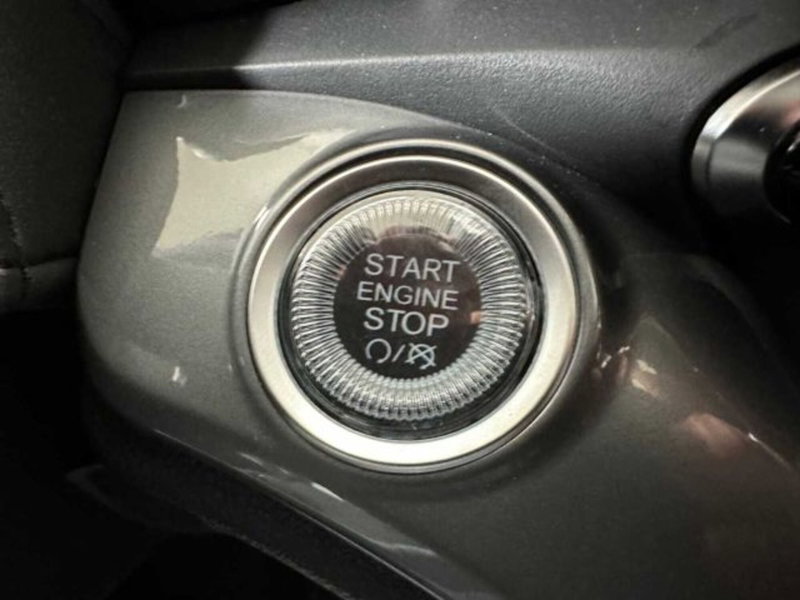 START
ENGINE
STOP
/